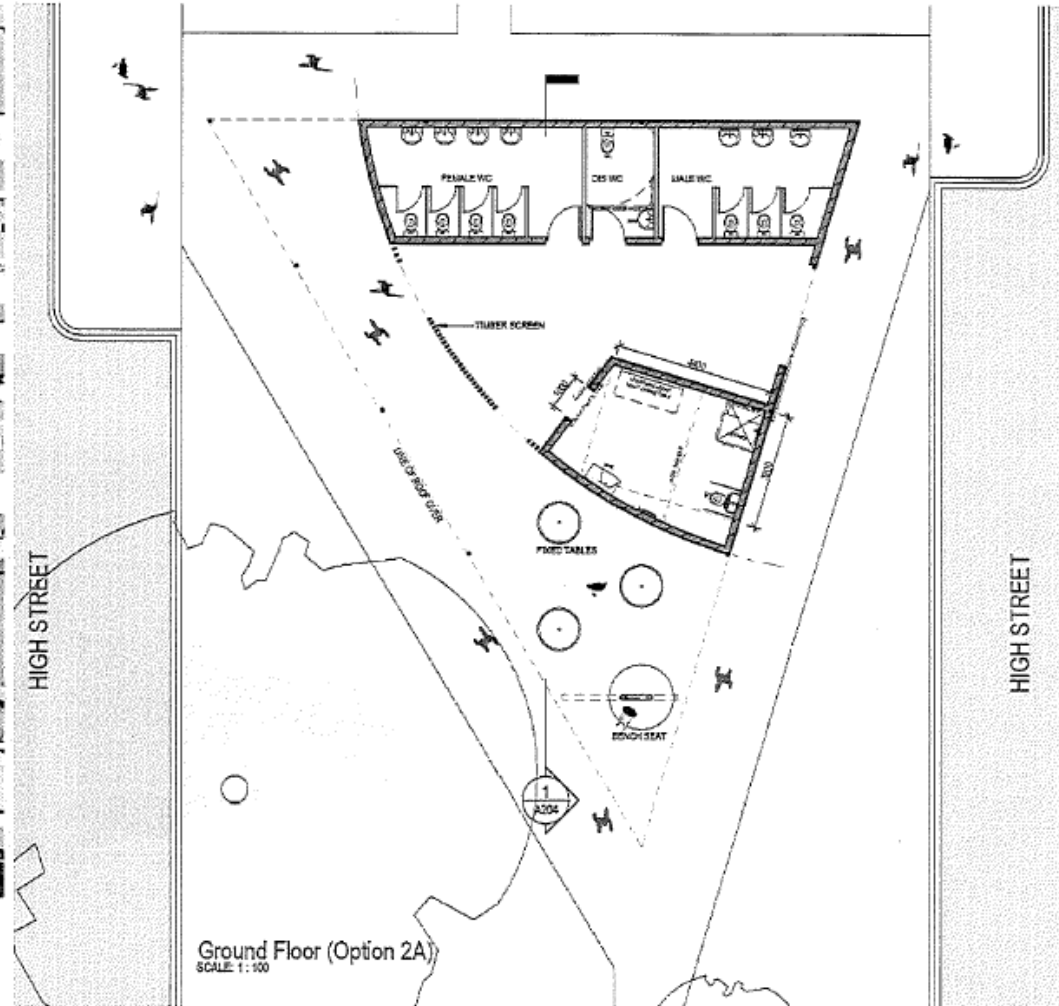 FEMALE WC
DIS WC
MALE WC
TIMBER SCREEN
LINE OF ROOF OVER
FIXED TABLES
BENCH SEAT
1
A204
HIGH STREET
HIGH STREET
Ground Floor (Option 2A)
SCALE: 1 : 100